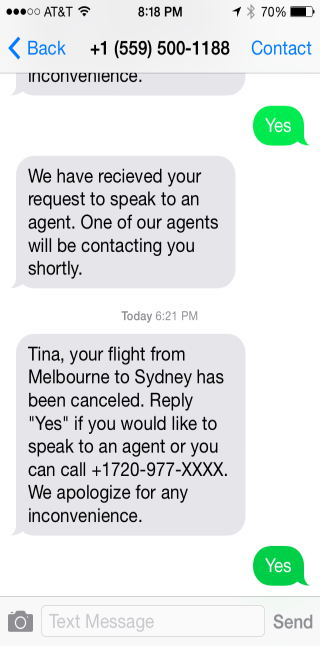 AT&T 8:18 PM 70%
Back +1 (559) 500-1188 Contact
inconvenience.
Yes
We have recieved your
request to speak to an
agent. One of our agents
will be contacting you
shortly.
Today 6:21 PM
Tina, your flight from
Melbourne to Sydney has
been canceled. Reply
"Yes" if you would like to
speak to an agent or you
can call +1720-977-XXXX.
We apologize for any
inconvenience.
Yes
Text Message Send